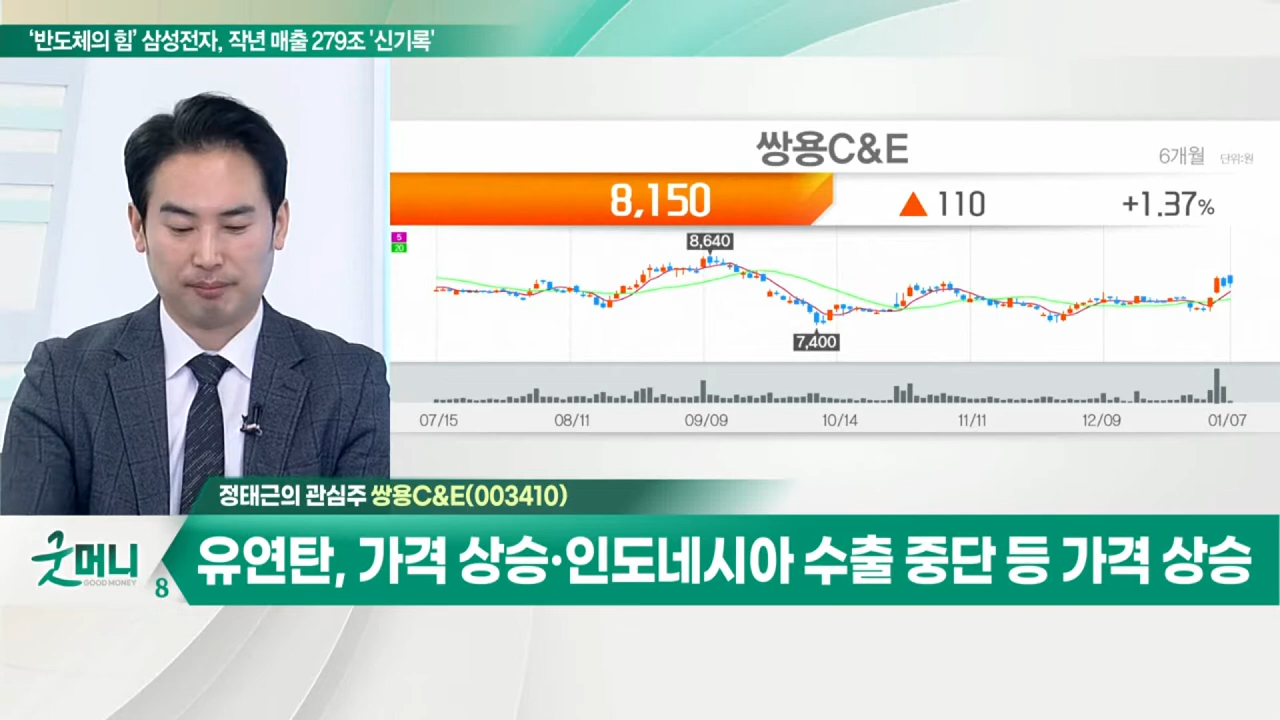 ‘반도체의 힘’ 삼성전자, 작년 매출 279조 '신기록'
쌍용C&E
6개월 단위:원
8,150 ▲ 110 +1.37%
5
20
8,640
7,400
07/15 08/11 09/09 10/14 11/11 12/09 01/07
정태근의 관심주 쌍용C&E(003410)
굿머니
GOOD MONEY
8
유연탄, 가격 상승·인도네시아 수출 중단 등 가격 상승